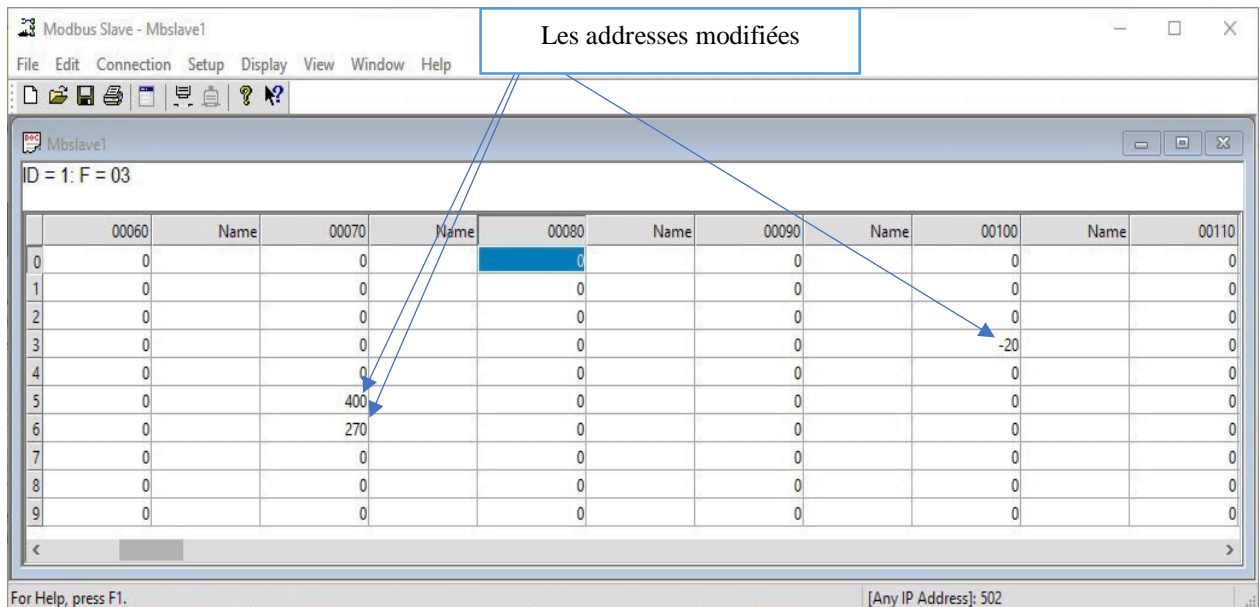 Modbus Slave - Mbslave1
Les addresses modifiées
File Edit Connection Setup Display View Window Help
Mbslave1
ID = 1: F = 03
00060 Name 00070 Name 00080 Name 00090 Name 00100 Name 00110
0 0 0 0 0 0 0
1 0 0 0 0 0 0
2 0 0 0 0 0 0
3 0 0 0 0 -20 0
4 0 0 0 0 0 0
5 0 400 0 0 0 0
6 0 270 0 0 0 0
7 0 0 0 0 0 0
8 0 0 0 0 0 0
9 0 0 0 0 0 0
For Help, press F1. [Any IP Address]: 502